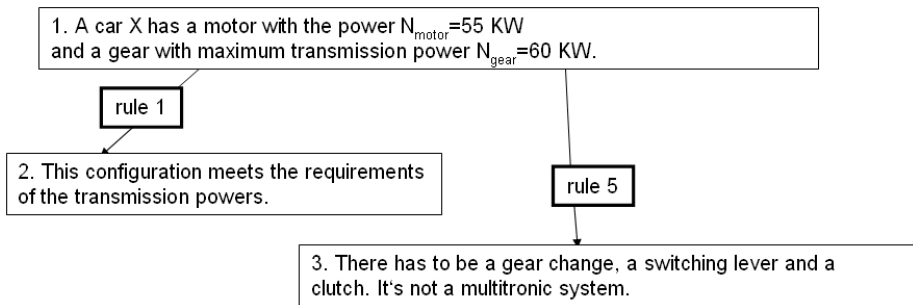 1. A car X has a motor with the power Nmotor=55 KW
and a gear with maximum transmission power Ngear=60 KW.
rule 1
2. This configuration meets the requirements
of the transmission powers.
rule 5
3. There has to be a gear change, a switching lever and a
clutch. It‘s not a multitronic system.